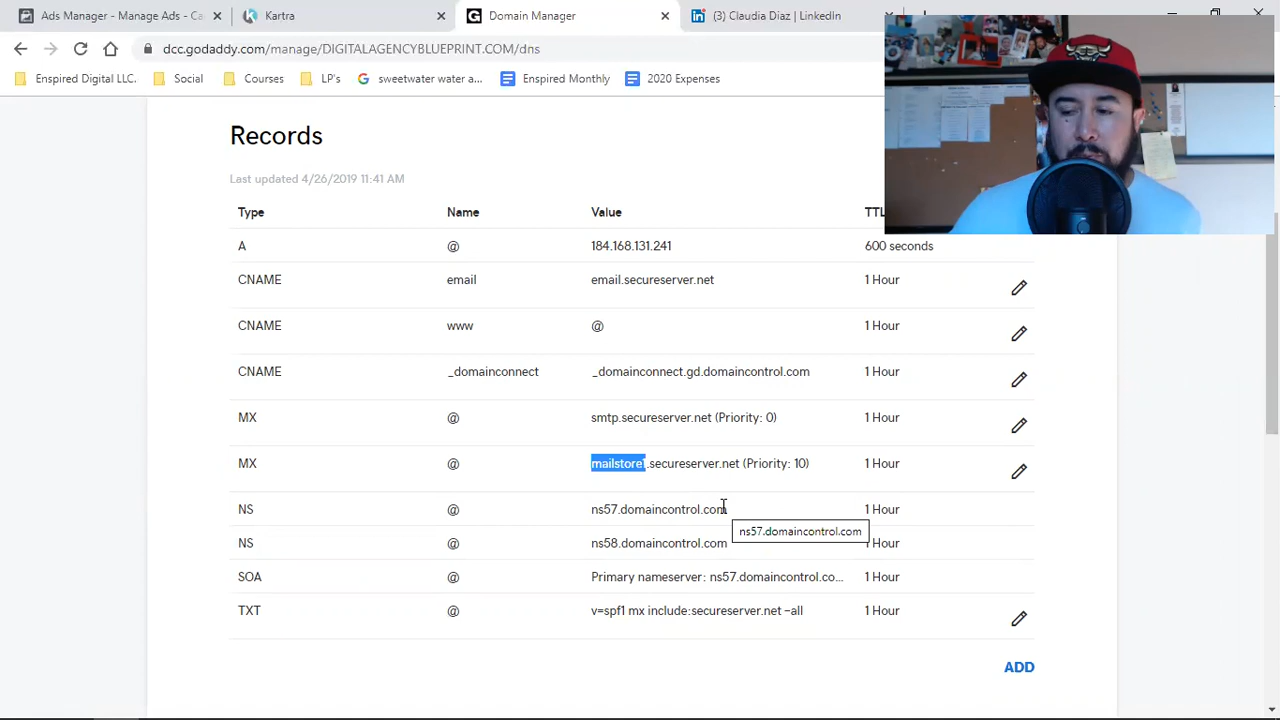 Ads Manager - Manage Ads - 
Kartra
Domain Manager
(3) Claudia Diaz | LinkedIn
dcc.godaddy.com/manage/DIGITALAGENCYBLUEPRINT.COM/dns
Enspired Digital LLC.
Social
Courses
LP's
sweetwater water a...
Enspired Monthly
2020 Expenses
Records
Last updated 4/26/2019 11:41 AM
Type Name Value TTL
A @ 184.168.131.241 600 seconds
CNAME email email.secureserver.net 1 Hour
CNAME www @ 1 Hour
CNAME _domainconnect _domainconnect.gd.domaincontrol.com 1 Hour
MX @ smtp.secureserver.net (Priority: 0) 1 Hour
MX @ mailstore1.secureserver.net (Priority: 10) 1 Hour
NS @ ns57.domaincontrol.com 1 Hour
ns57.domaincontrol.com
NS @ ns58.domaincontrol.com 1 Hour
SOA @ Primary nameserver: ns57.domaincontrol.co... 1 Hour
TXT @ v=spf1 mx include:secureserver.net -all 1 Hour
ADD